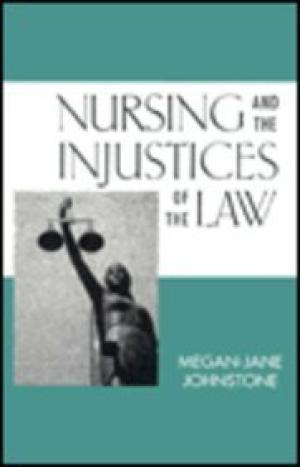 NURSING AND THE
INJUSTICES
OF THE LAW
MEGAN-JANE
JOHNSTONE